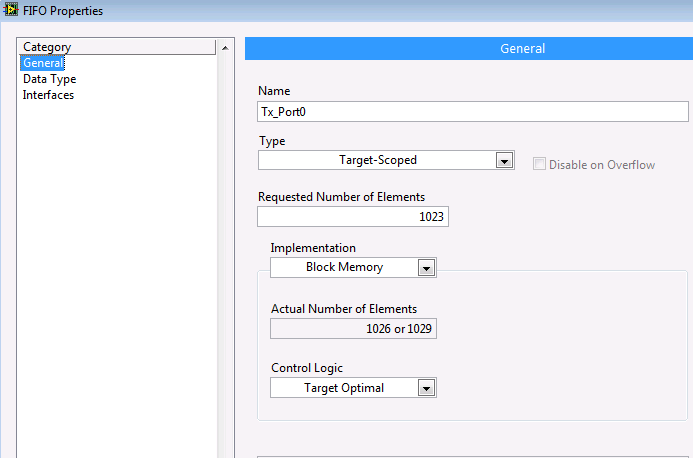 FIFO Properties
Category
General
Data Type
Interfaces
General
Name
Tx_Port0
Type
Target-Scoped
Disable on Overflow
Requested Number of Elements
1023
Implementation
Block Memory
Actual Number of Elements
1026 or 1029
Control Logic
Target Optimal